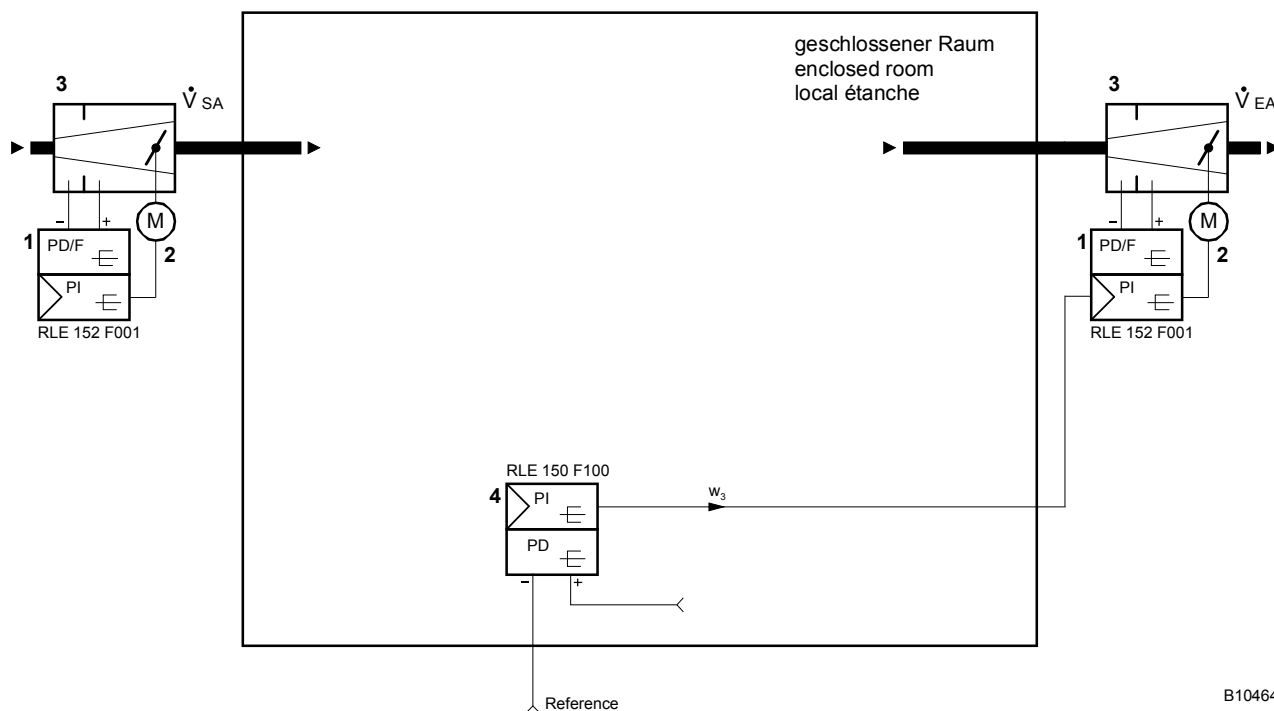 geschlossener Raum
enclosed room
local étanche
3
V̇ SA
3
V̇ EA
M
M
– +
– +
1
PD/F
2
1
PD/F
2
PI
PI
RLE 152 F001
RLE 152 F001
RLE 150 F100
4
PI
w₃
PD
– +
Reference
B10464